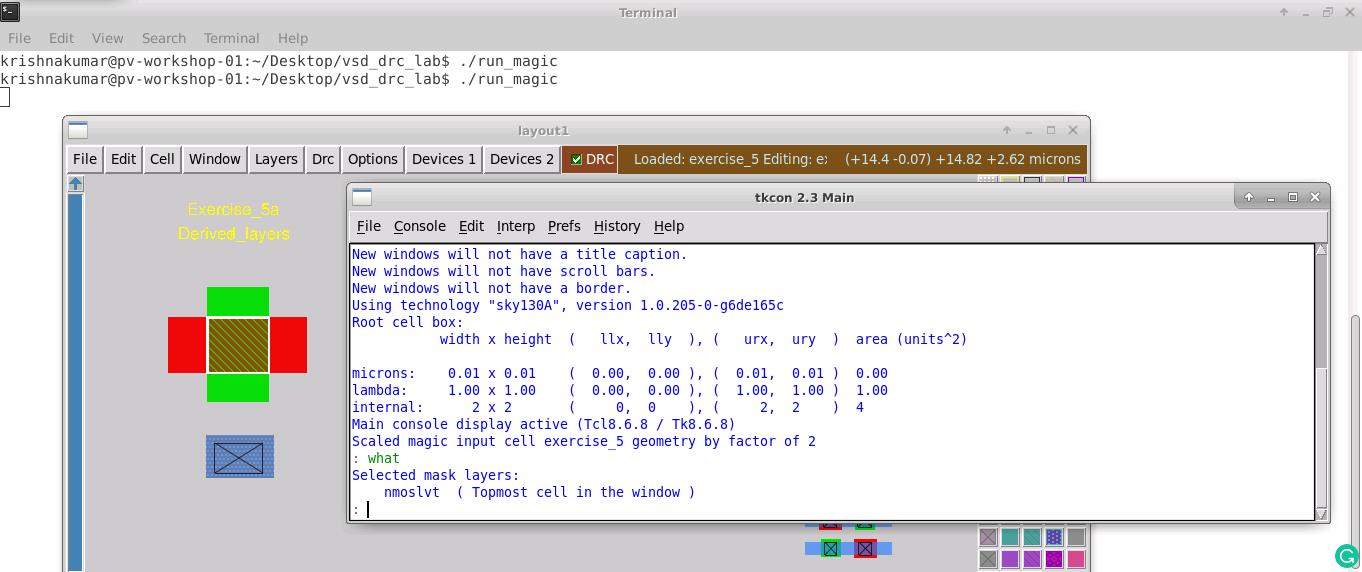 Terminal
File Edit View Search Terminal Help
krishnakumar@pv-workshop-01:~/Desktop/vsd_drc_lab$ ./run_magic
krishnakumar@pv-workshop-01:~/Desktop/vsd_drc_lab$ ./run_magic
layout1
File Edit Cell Window Layers Drc Options Devices 1 Devices 2 DRC Loaded: exercise_5 Editing: e: (+14.4 -0.07) +14.82 +2.62 microns
Exercise_5a
Derived_layers
tkcon 2.3 Main
File Console Edit Interp Prefs History Help
New windows will not have a title caption.
New windows will not have scroll bars.
New windows will not have a border.
Using technology "sky130A", version 1.0.205-0-g6de165c
Root cell box:
width x height ( llx, lly ), ( urx, ury ) area (units^2)
microns: 0.01 x 0.01 ( 0.00, 0.00 ), ( 0.01, 0.01 ) 0.00
lambda: 1.00 x 1.00 ( 0.00, 0.00 ), ( 1.00, 1.00 ) 1.00
internal: 2 x 2 ( 0, 0 ), ( 2, 2 ) 4
Main console display active (Tcl8.6.8 / Tk8.6.8)
Scaled magic input cell exercise_5 geometry by factor of 2
: what
Selected mask layers:
nmoslvt ( Topmost cell in the window )
: